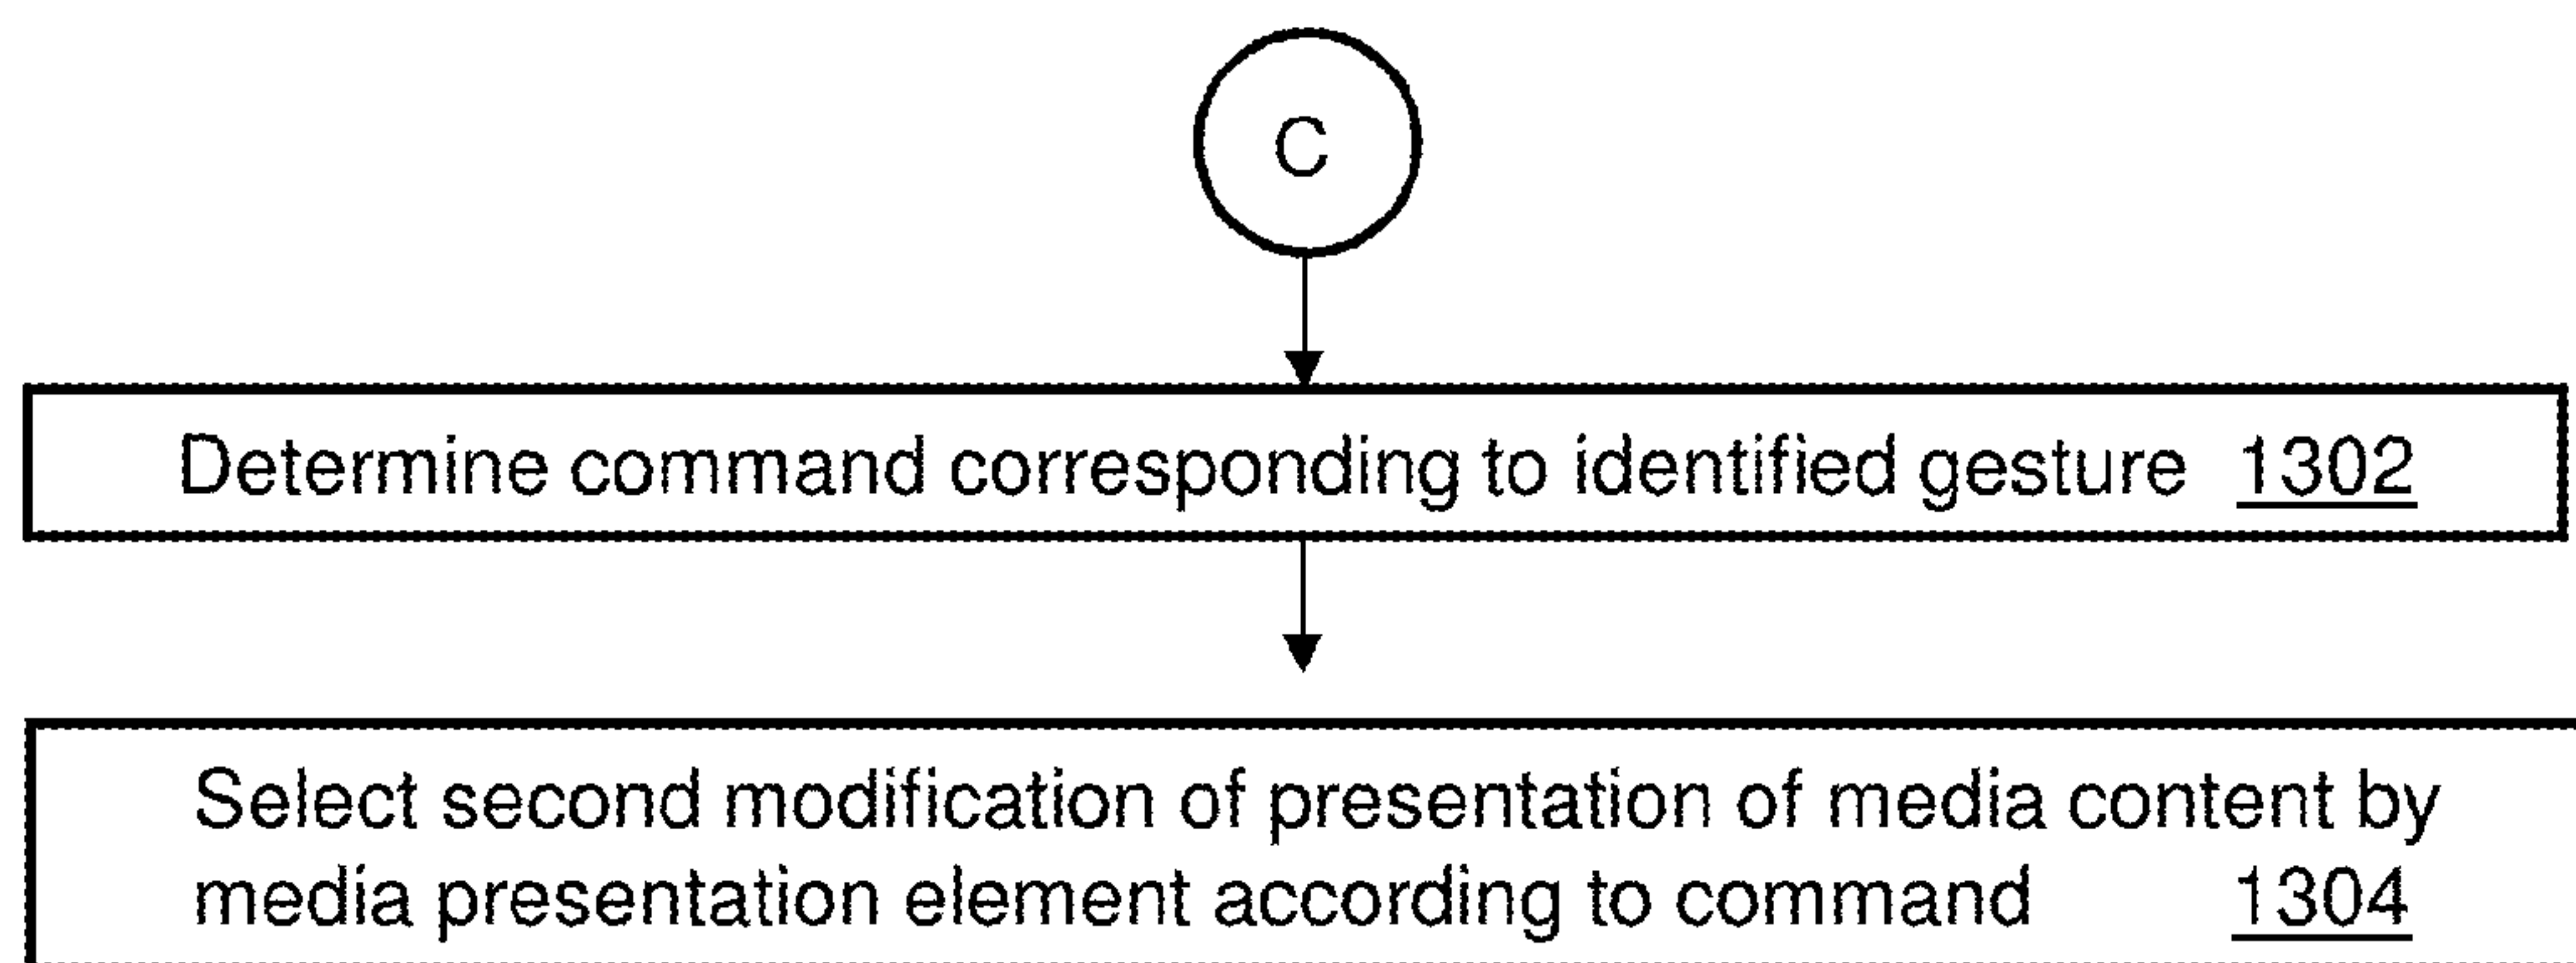 C
Determine command corresponding to identified gesture 1302
Select second modification of presentation of media content by
media presentation element according to command 1304